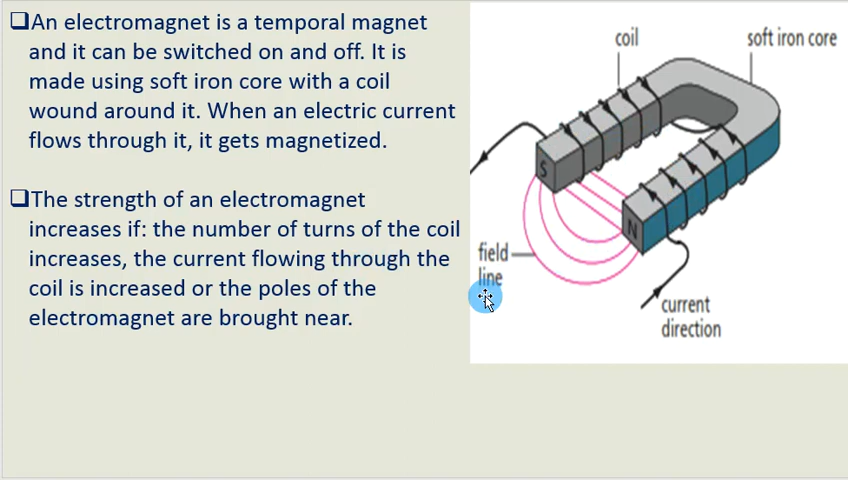 ❑An electromagnet is a temporal magnet
and it can be switched on and off. It is
made using soft iron core with a coil
wound around it. When an electric current
flows through it, it gets magnetized.
❑The strength of an electromagnet
increases if: the number of turns of the coil
increases, the current flowing through the
coil is increased or the poles of the
electromagnet are brought near.
coil
soft iron core
S
N
field
line
current
direction